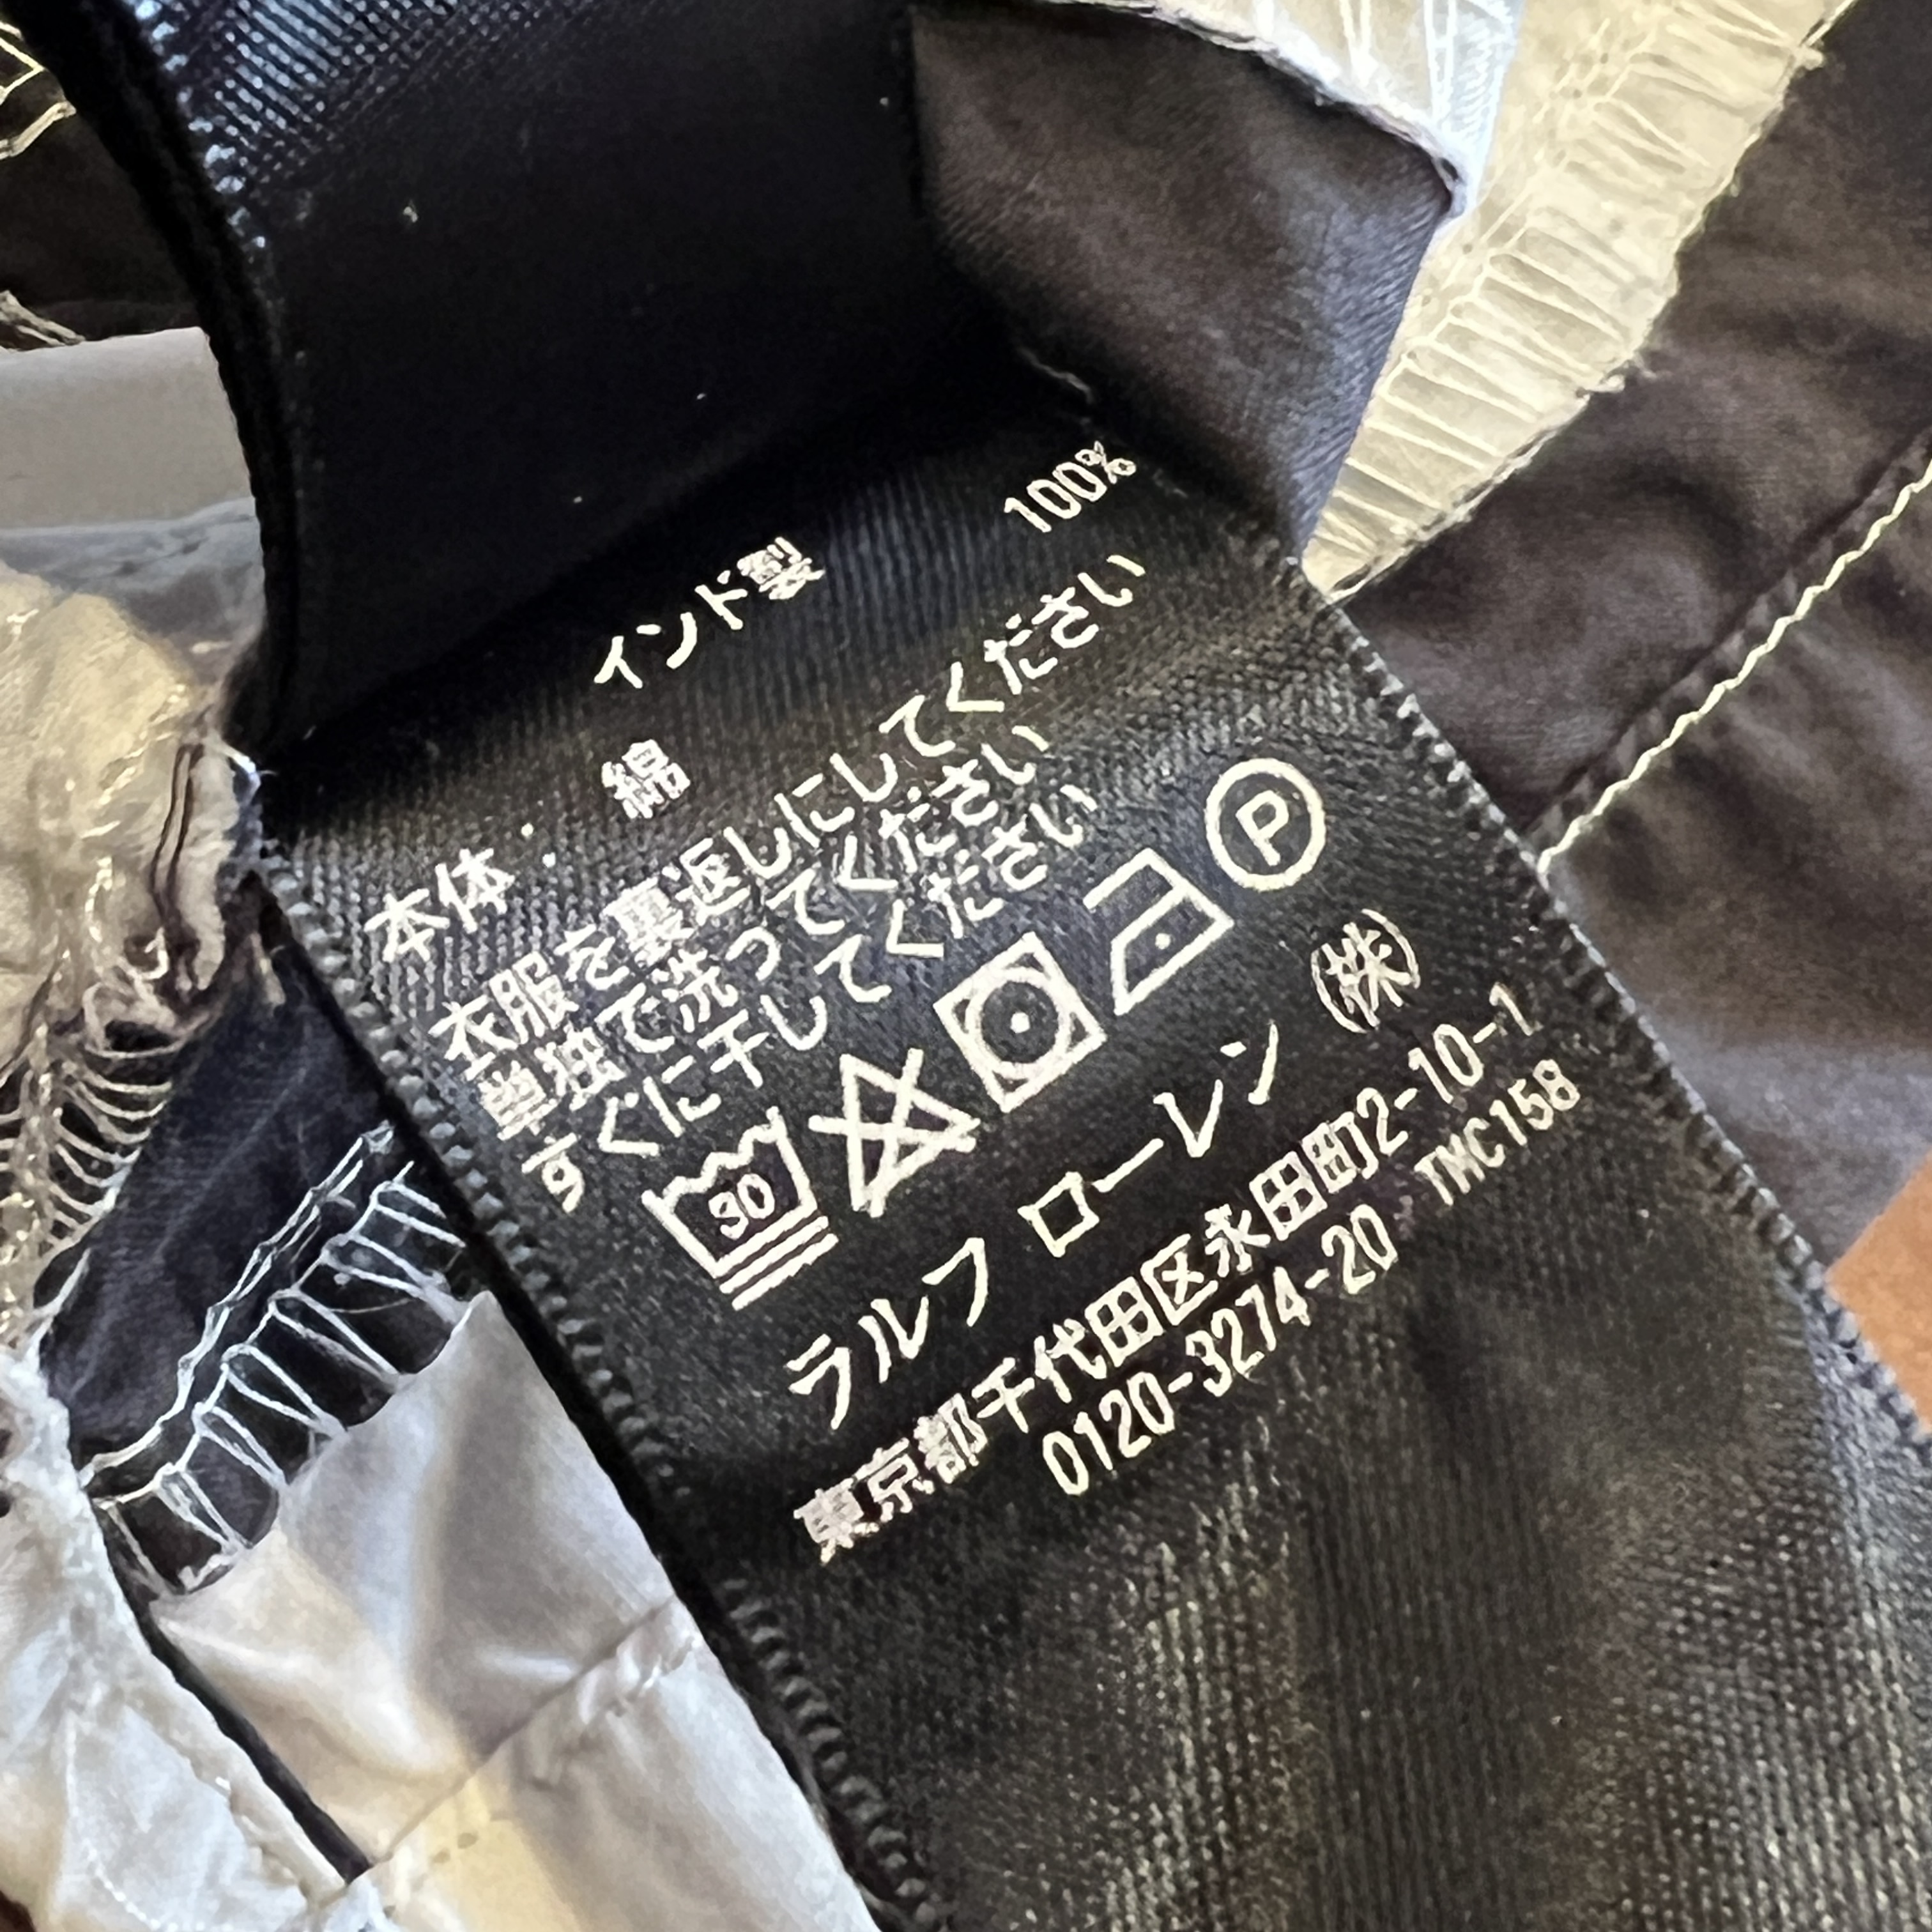 インド製
本体 : 綿 100%
衣服を裏返しにしてください
単独で洗ってください
すぐに干してください
30 P
ラルフ ローレン (株)
東京都千代田区永田町2-10-1
0120-3274-20 TMC158